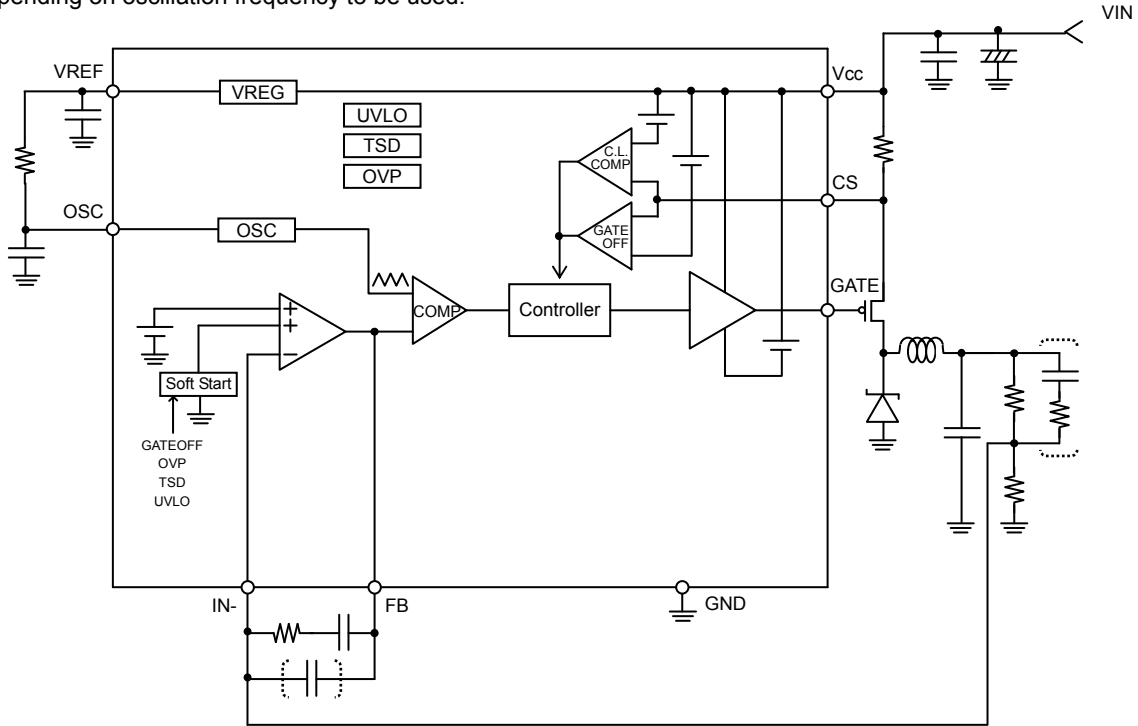 pending on oscillation frequency to be used.
VIN
VREF
VREG
Vcc
UVLO
TSD
OVP
C.L.
COMP
CS
OSC
OSC
GATE
OFF
GATE
COMP
Controller
Soft Start
GATEOFF
OVP
TSD
UVLO
IN-
FB
GND